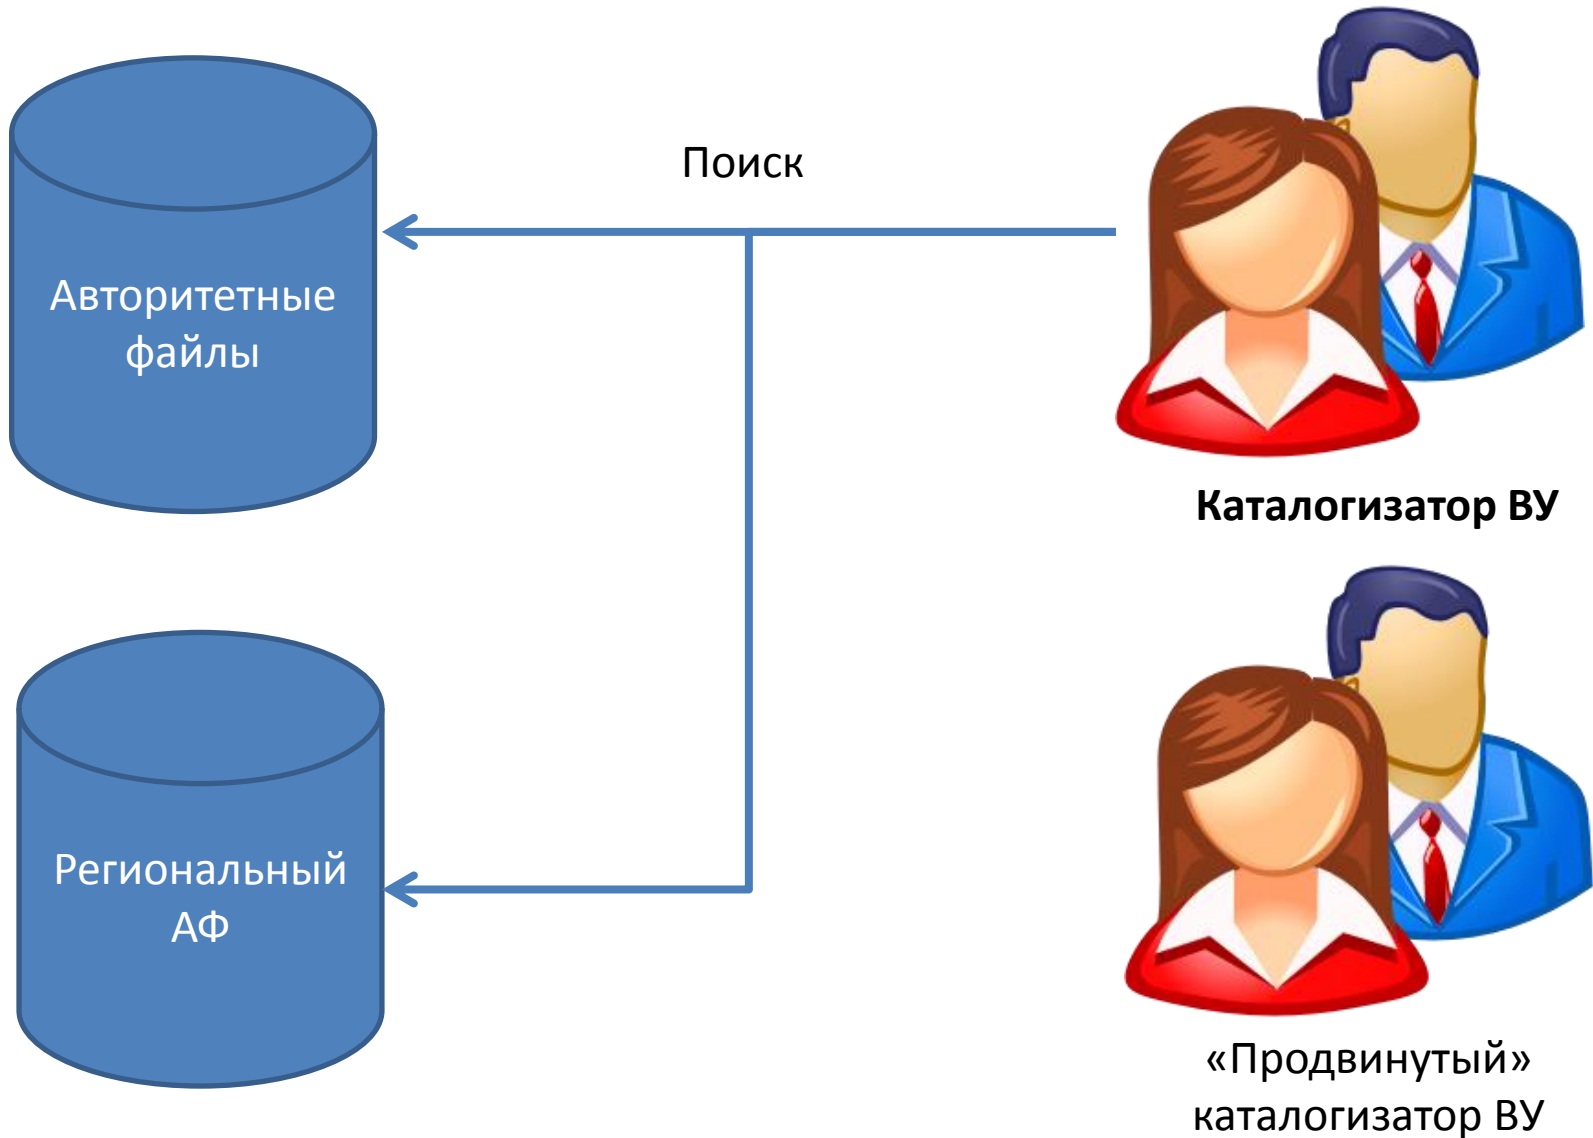 Поиск
Авторитетные
файлы
Каталогизатор ВУ
Региональный
АФ
«Продвинутый»
каталогизатор ВУ